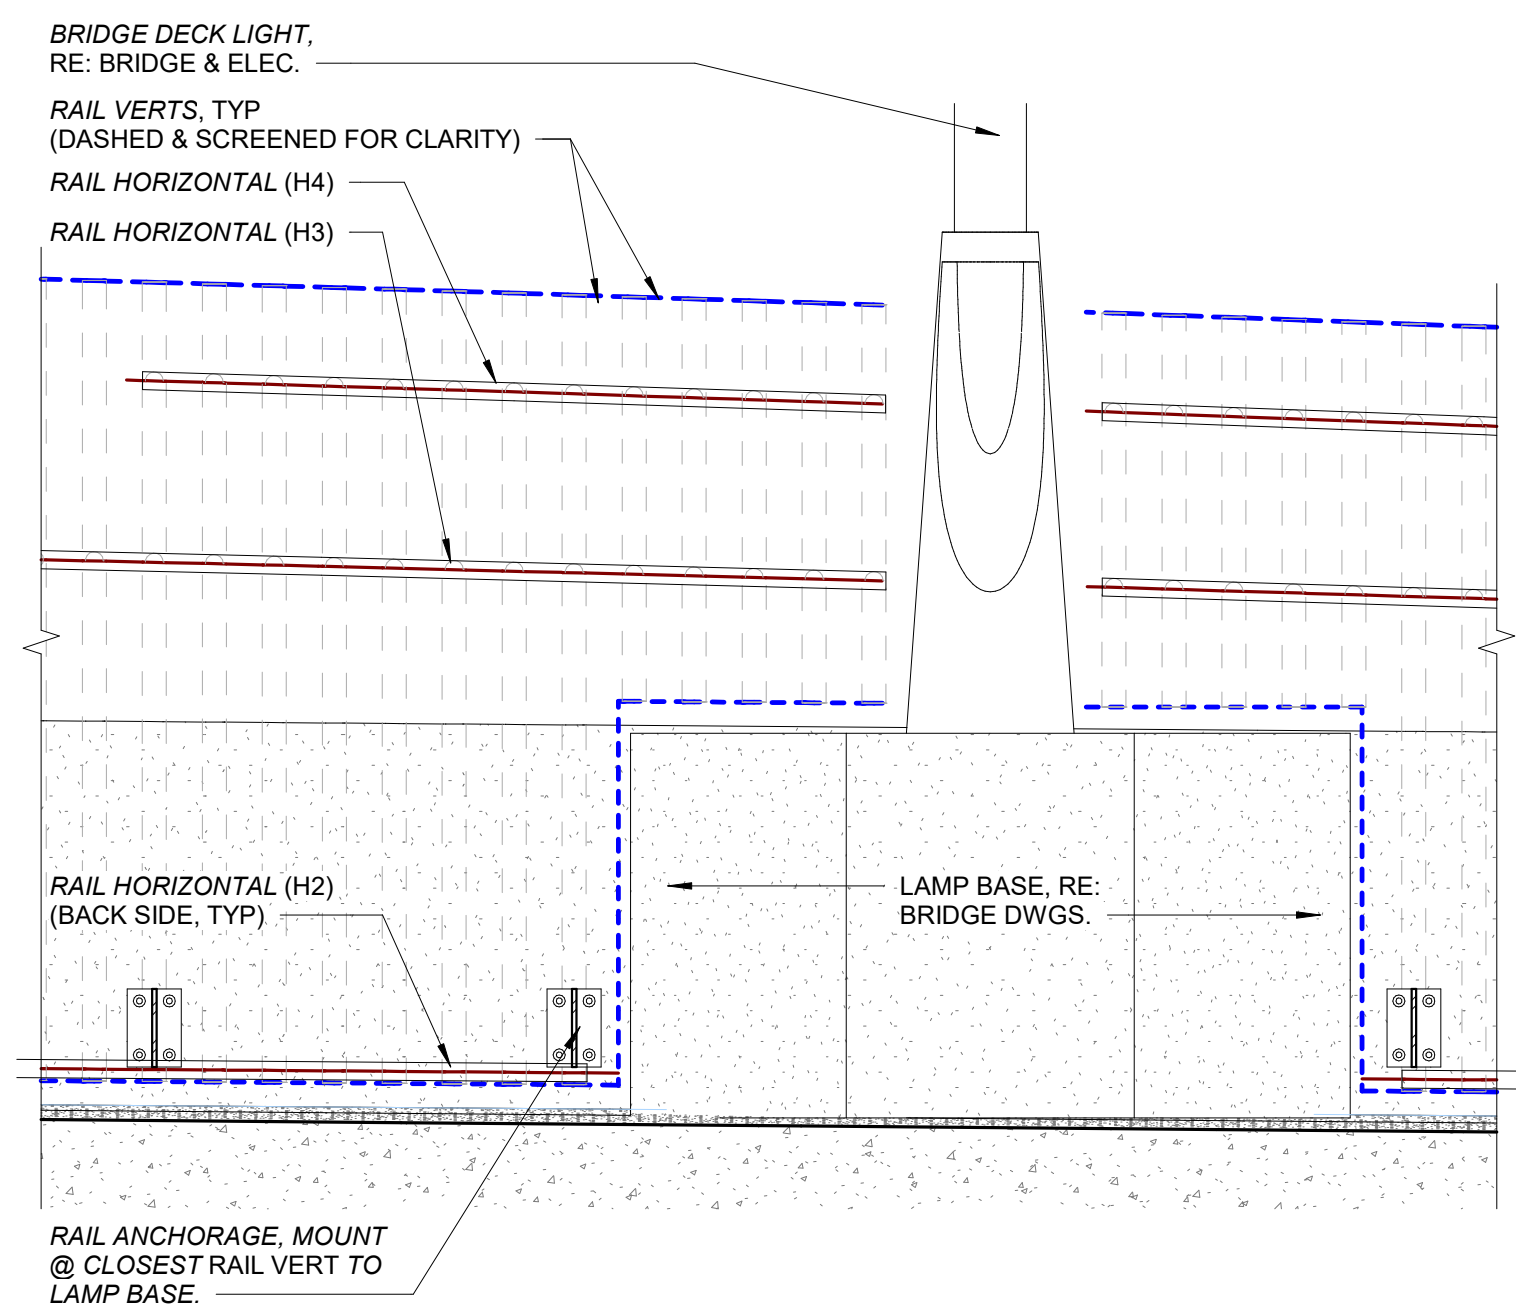 BRIDGE DECK LIGHT,
RE: BRIDGE & ELEC.
RAIL VERTS, TYP
(DASHED & SCREENED FOR CLARITY)
RAIL HORIZONTAL (H4)
RAIL HORIZONTAL (H3)
RAIL HORIZONTAL (H2)
(BACK SIDE, TYP)
LAMP BASE, RE:
BRIDGE DWGS.
RAIL ANCHORAGE, MOUNT
@ CLOSEST RAIL VERT TO
LAMP BASE.